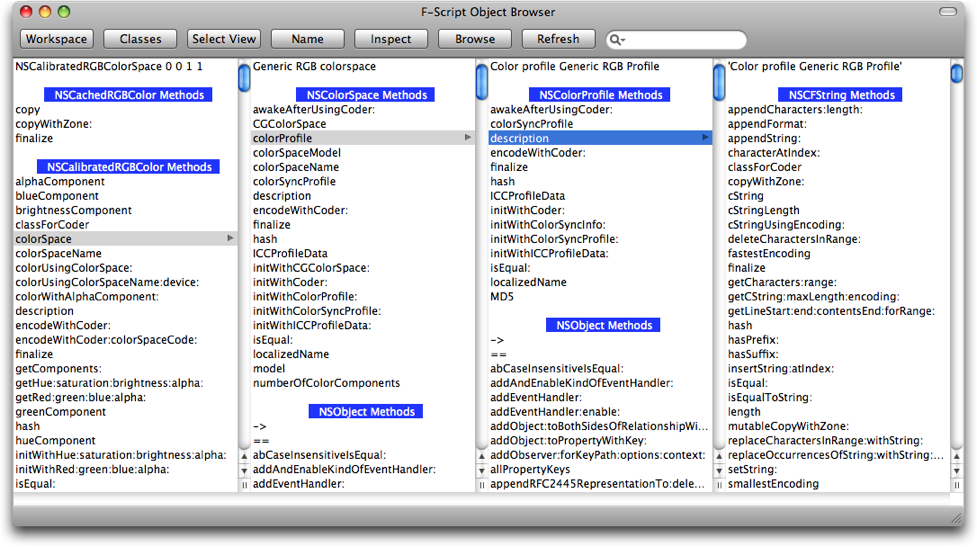 F-Script Object Browser
Workspace
Classes
Select View
Name
Inspect
Browse
Refresh
NSCalibratedRGBColorSpace 0 0 1 1
NSCachedRGBColor Methods
copy
copyWithZone:
finalize
NSCalibratedRGBColor Methods
alphaComponent
blueComponent
brightnessComponent
classForCoder
colorSpace
colorSpaceName
colorUsingColorSpace:
colorUsingColorSpaceName:device:
colorWithAlphaComponent:
description
encodeWithCoder:
encodeWithCoder:colorSpaceCode:
finalize
getComponents:
getHue:saturation:brightness:alpha:
getRed:green:blue:alpha:
greenComponent
hash
hueComponent
initWithHue:saturation:brightness:alpha:
initWithRed:green:blue:alpha:
isEqual:
Generic RGB colorspace
NSColorSpace Methods
awakeAfterUsingCoder:
CGColorSpace
colorProfile
colorSpaceModel
colorSpaceName
colorSyncProfile
description
encodeWithCoder:
finalize
hash
ICCProfileData
initWithCGColorSpace:
initWithCoder:
initWithColorProfile:
initWithColorSyncProfile:
initWithICCProfileData:
isEqual:
localizedName
model
numberOfColorComponents
NSObject Methods
->
==
abCaseInsensitiveIsEqual:
addAndEnableKindOfEventHandler:
addEventHandler:
Color profile Generic RGB Profile
NSColorProfile Methods
awakeAfterUsingCoder:
colorSyncProfile
description
encodeWithCoder:
finalize
hash
ICCProfileData
initWithCoder:
initWithColorSyncInfo:
initWithColorSyncProfile:
initWithICCProfileData:
isEqual:
localizedName
MD5
NSObject Methods
->
==
abCaseInsensitiveIsEqual:
addAndEnableKindOfEventHandler:
addEventHandler:
addEventHandler:enable:
addObject:toBothSidesOfRelationshipWi...
addObject:toPropertyWithKey:
addObserver:forKeyPath:options:context:
allPropertyKeys
appendRFC2445RepresentationTo:dele...
'Color profile Generic RGB Profile'
NSCFString Methods
appendCharacters:length:
appendFormat:
appendString:
characterAtIndex:
classForCoder
copyWithZone:
cString
cStringLength
cStringUsingEncoding:
deleteCharactersInRange:
fastestEncoding
finalize
getCharacters:range:
getCString:maxLength:encoding:
getLineStart:end:contentsEnd:forRange:
hash
hasPrefix:
hasSuffix:
insertString:atIndex:
isEqual:
isEqualToString:
length
mutableCopyWithZone:
replaceCharactersInRange:withString:
replaceOccurrencesOfString:withString:...
setString:
smallestEncoding